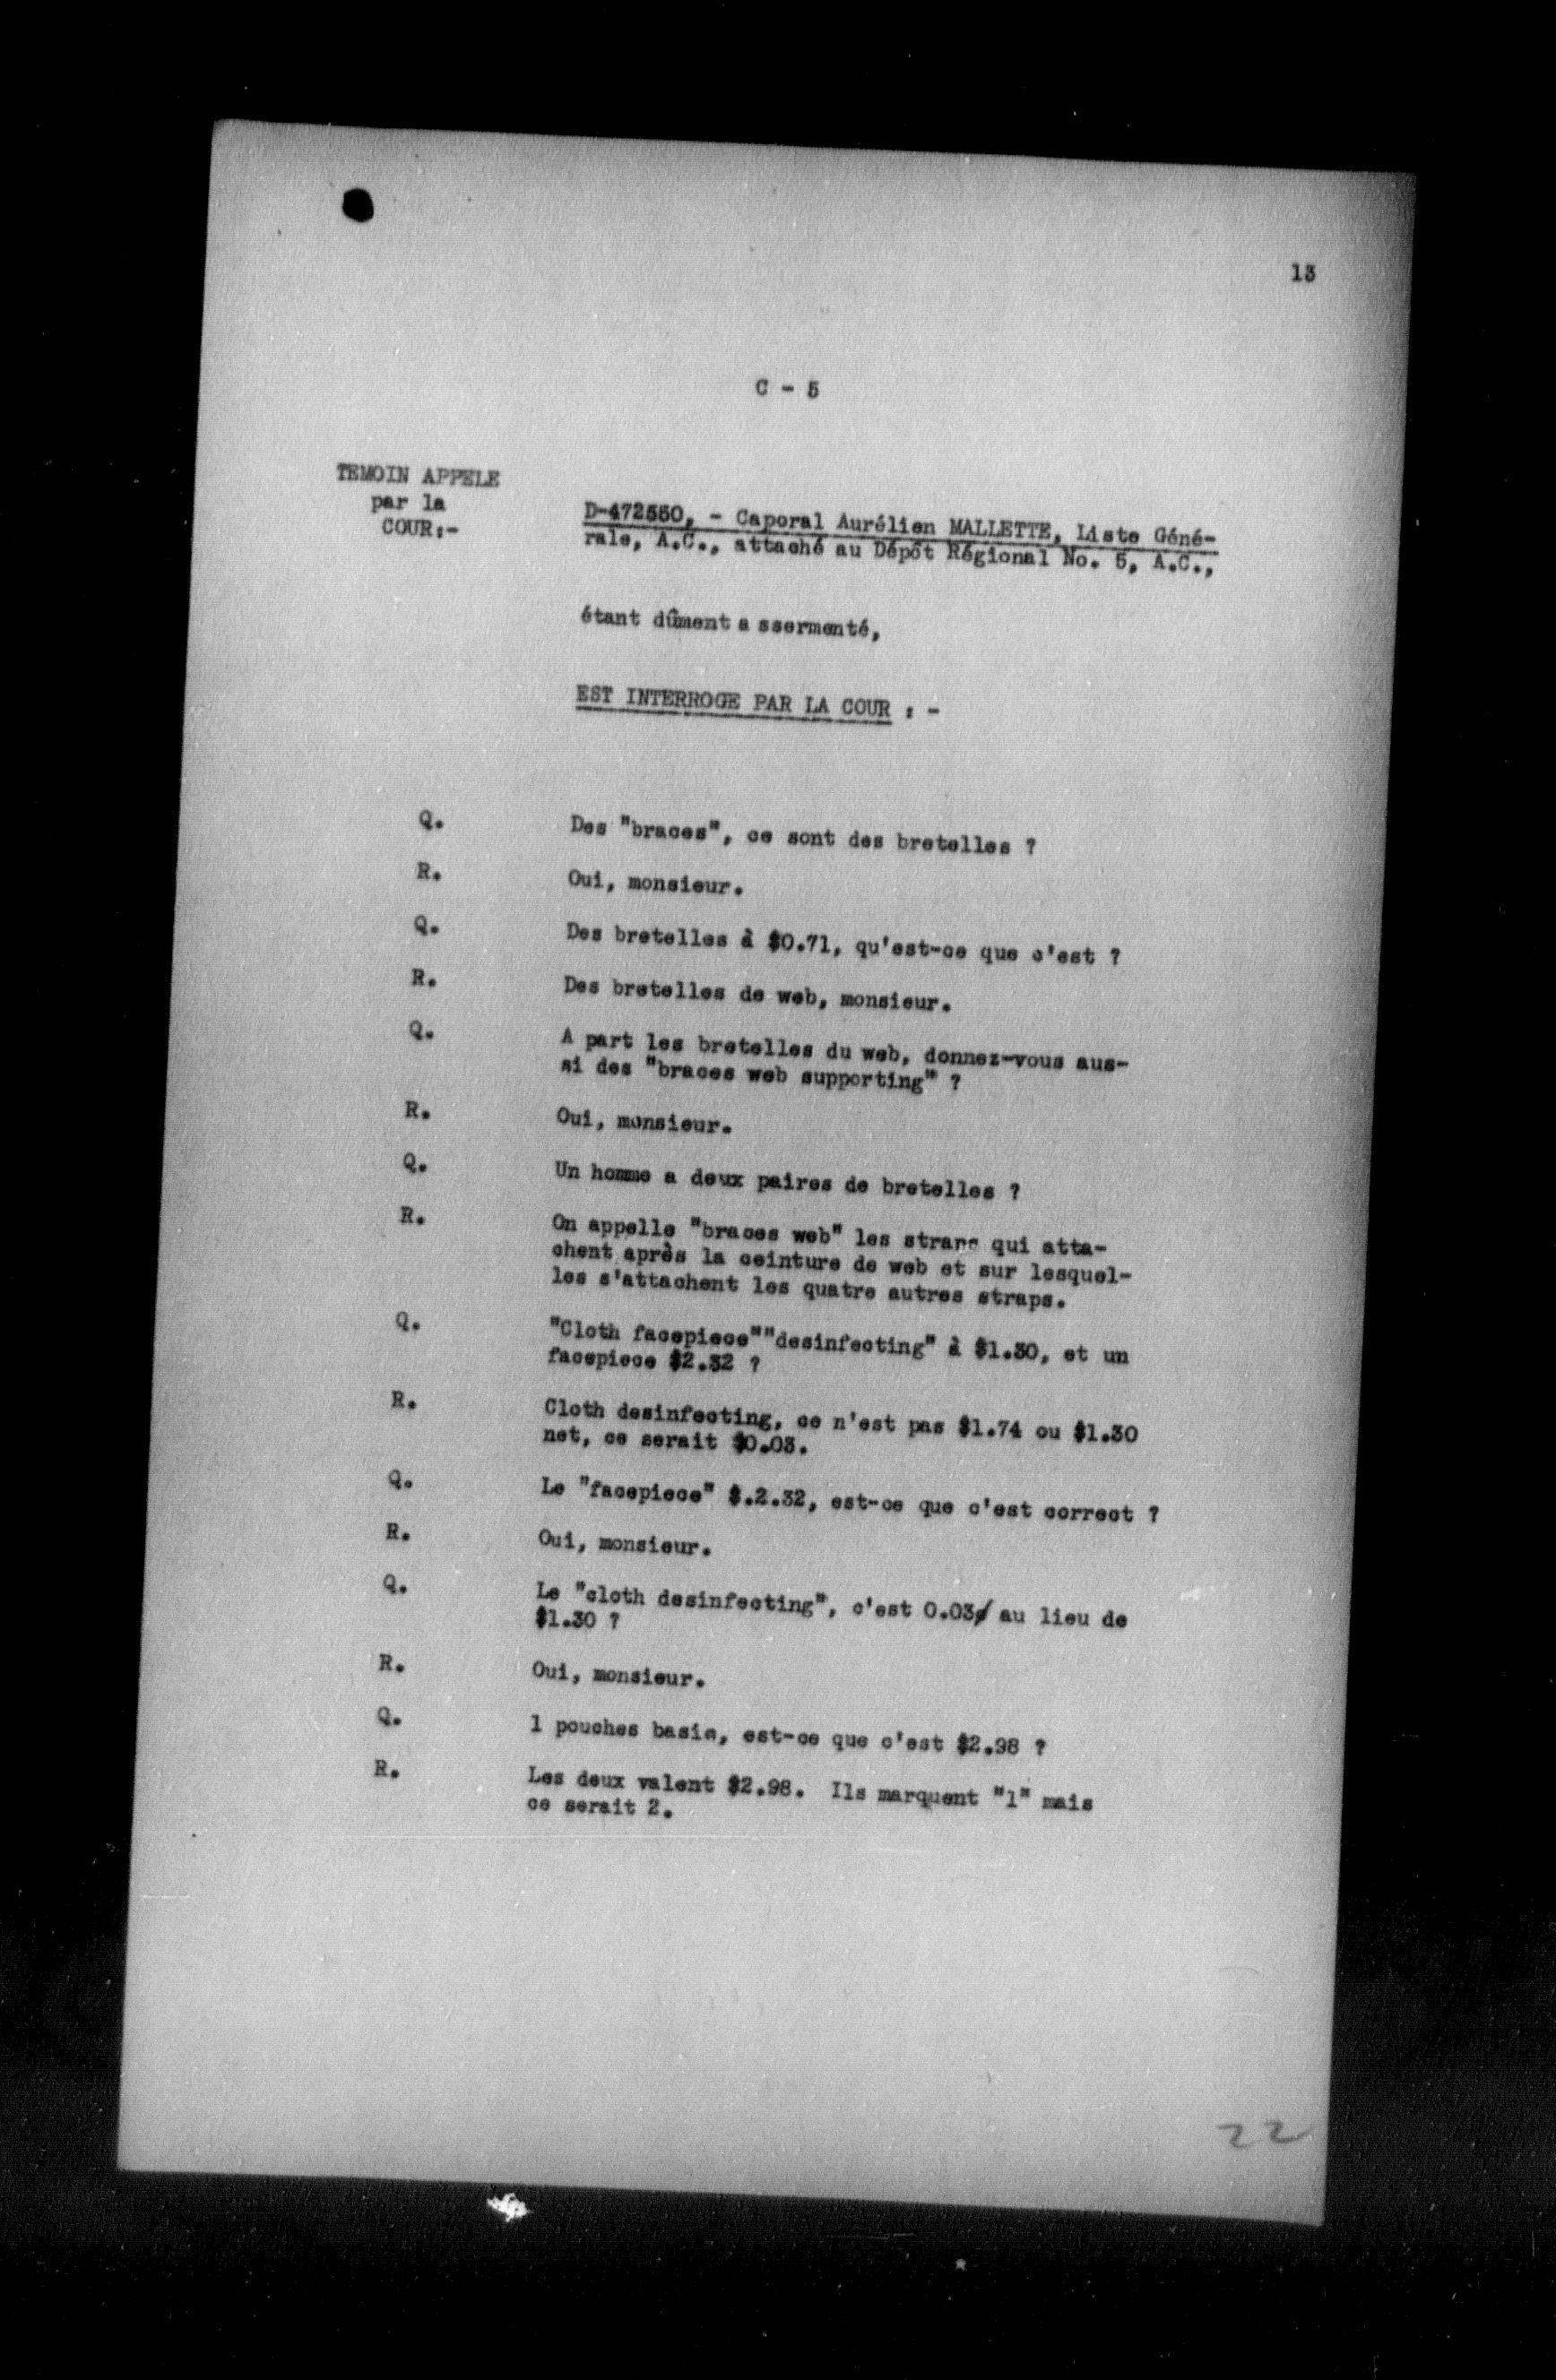 13
C - 5
TEMOIN APPELE
par la
COUR:-
D-472550, - Caporal Aurélien MALLETTE, Liste Géné-
rale, A.C., attaché au Dépôt Régional No. 5, A.C.,
étant dûment a ssermenté,
EST INTERROGE PAR LA COUR : -
Q. Des "braces", ce sont des bretelles ?
R. Oui, monsieur.
Q. Des bretelles à $0.71, qu'est-ce que c'est ?
R. Des bretelles de web, monsieur.
Q. A part les bretelles du web, donnez-vous aus-
si des "braces web supporting" ?
R. Oui, monsieur.
Q. Un homme a deux paires de bretelles ?
R. On appelle "braces web" les straps qui atta-
chent après la ceinture de web et sur lesquel-
les s'attachent les quatre autres straps.
Q. "Cloth facepiece""desinfecting" à $1.30, et un
facepiece $2.32 ?
R. Cloth desinfecting, ce n'est pas $1.74 ou $1.30
net, ce serait $0.03.
Q. Le "facepiece" $.2.32, est-ce que c'est correct ?
R. Oui, monsieur.
Q. Le "cloth desinfecting", c'est 0.03¢ au lieu de
$1.30 ?
R. Oui, monsieur.
Q. 1 pouches basic, est-ce que c'est $2.98 ?
R. Les deux valent $2.98. Ils marquent "1" mais
ce serait 2.
22